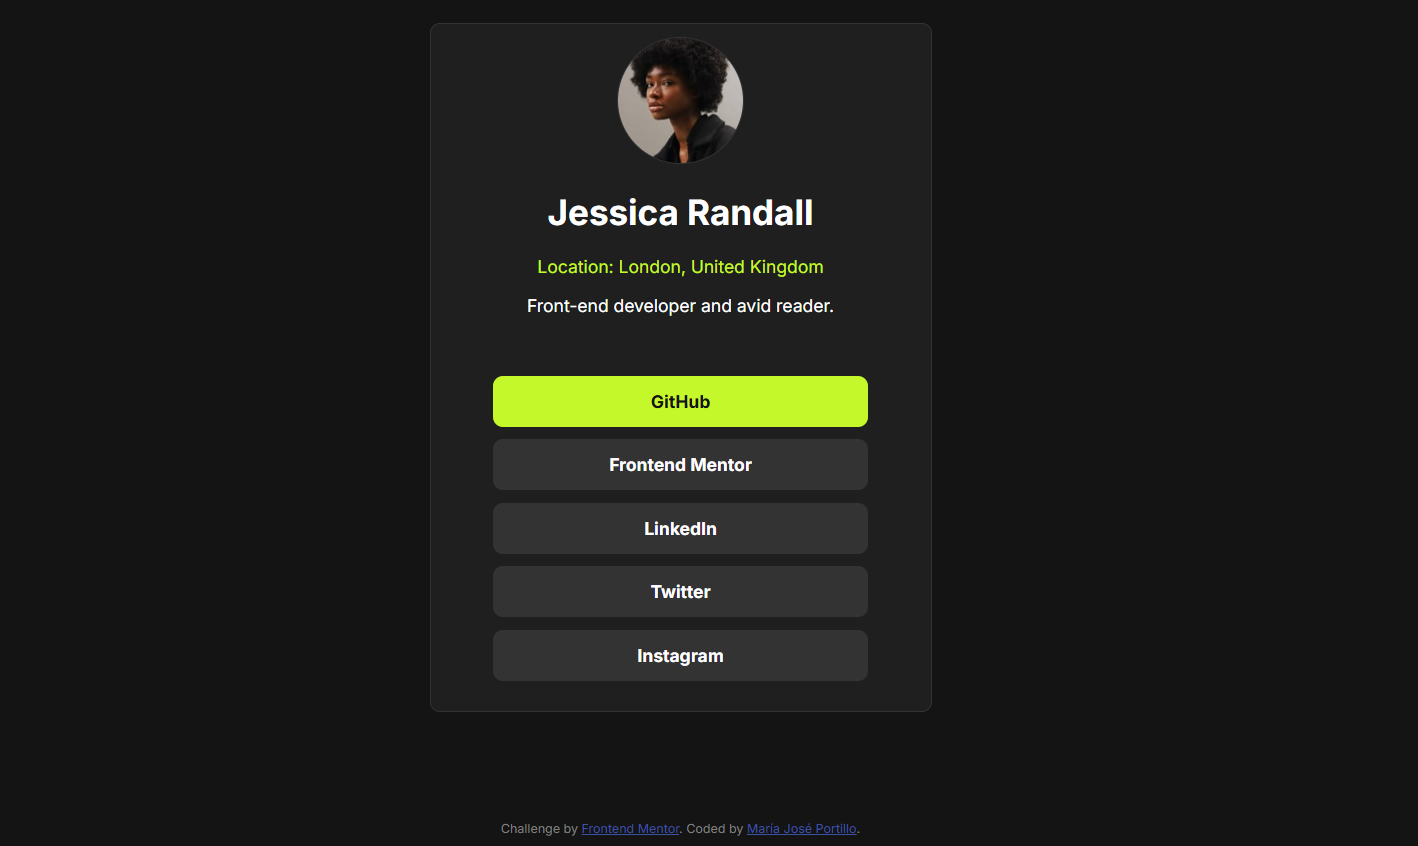 Jessica Randall
Location: London, United Kingdom
Front-end developer and avid reader.
GitHub
Frontend Mentor
LinkedIn
Twitter
Instagram
Challenge by Frontend Mentor. Coded by María José Portillo.